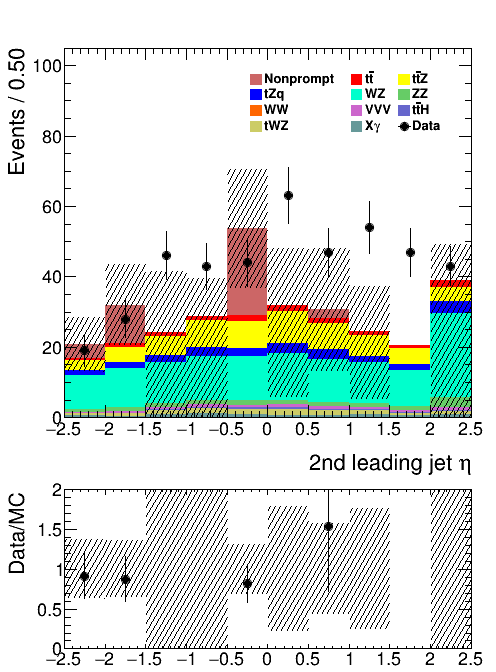 Events / 0.50
100
80
60
40
20
0
Nonprompt
tt̄
tt̄Z
tZq
WZ
ZZ
WW
VVV
tt̄H
tWZ
Xγ
Data
−2.5 −2 −1.5 −1 −0.5 0 0.5 1 1.5 2 2.5
2nd leading jet η
Data/MC
2
1.5
1
0.5
0
−2.5 −2 −1.5 −1 −0.5 0 0.5 1 1.5 2 2.5